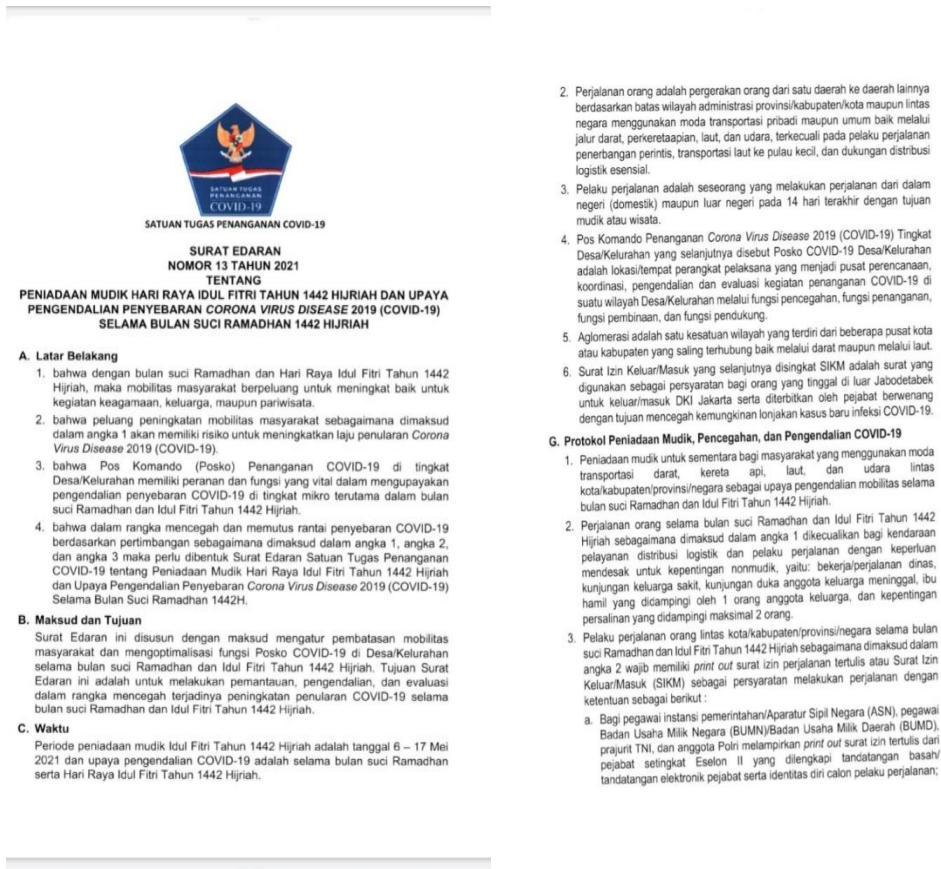 SATUAN TUGAS
PENANGANAN
COVID-19
SATUAN TUGAS PENANGANAN COVID-19
SURAT EDARAN
NOMOR 13 TAHUN 2021
TENTANG
PENIADAAN MUDIK HARI RAYA IDUL FITRI TAHUN 1442 HIJRIAH DAN UPAYA
PENGENDALIAN PENYEBARAN CORONA VIRUS DISEASE 2019 (COVID-19)
SELAMA BULAN SUCI RAMADHAN 1442 HIJRIAH
A. Latar Belakang
1. bahwa dengan bulan suci Ramadhan dan Hari Raya Idul Fitri Tahun 1442
Hijriah, maka mobilitas masyarakat berpeluang untuk meningkat baik untuk
kegiatan keagamaan, keluarga, maupun pariwisata.
2. bahwa peluang peningkatan mobilitas masyarakat sebagaimana dimaksud
dalam angka 1 akan memiliki risiko untuk meningkatkan laju penularan Corona
Virus Disease 2019 (COVID-19).
3. bahwa Pos Komando (Posko) Penanganan COVID-19 di tingkat
Desa/Kelurahan memiliki peranan dan fungsi yang vital dalam mengupayakan
pengendalian penyebaran COVID-19 di tingkat mikro terutama dalam bulan
suci Ramadhan dan Idul Fitri Tahun 1442 Hijriah.
4. bahwa dalam rangka mencegah dan memutus rantai penyebaran COVID-19
berdasarkan pertimbangan sebagaimana dimaksud dalam angka 1, angka 2,
dan angka 3 maka perlu dibentuk Surat Edaran Satuan Tugas Penanganan
COVID-19 tentang Peniadaan Mudik Hari Raya Idul Fitri Tahun 1442 Hijriah
dan Upaya Pengendalian Penyebaran Corona Virus Disease 2019 (COVID-19)
Selama Bulan Suci Ramadhan 1442H.
B. Maksud dan Tujuan
Surat Edaran ini disusun dengan maksud mengatur pembatasan mobilitas
masyarakat dan mengoptimalisasi fungsi Posko COVID-19 di Desa/Kelurahan
selama bulan suci Ramadhan dan Idul Fitri Tahun 1442 Hijriah. Tujuan Surat
Edaran ini adalah untuk melakukan pemantauan, pengendalian, dan evaluasi
dalam rangka mencegah terjadinya peningkatan penularan COVID-19 selama
bulan suci Ramadhan dan Idul Fitri Tahun 1442 Hijriah.
C. Waktu
Periode peniadaan mudik Idul Fitri Tahun 1442 Hijriah adalah tanggal 6 – 17 Mei
2021 dan upaya pengendalian COVID-19 adalah selama bulan suci Ramadhan
serta Hari Raya Idul Fitri Tahun 1442 Hijriah.
2. Perjalanan orang adalah pergerakan orang dari satu daerah ke daerah lainnya
berdasarkan batas wilayah administrasi provinsi/kabupaten/kota maupun lintas
negara menggunakan moda transportasi pribadi maupun umum baik melalui
jalur darat, perkeretaapian, laut, dan udara, terkecuali pada pelaku perjalanan
penerbangan perintis, transportasi laut ke pulau kecil, dan dukungan distribusi
logistik esensial.
3. Pelaku perjalanan adalah seseorang yang melakukan perjalanan dari dalam
negeri (domestik) maupun luar negeri pada 14 hari terakhir dengan tujuan
mudik atau wisata.
4. Pos Komando Penanganan Corona Virus Disease 2019 (COVID-19) Tingkat
Desa/Kelurahan yang selanjutnya disebut Posko COVID-19 Desa/Kelurahan
adalah lokasi/tempat perangkat pelaksana yang menjadi pusat perencanaan,
koordinasi, pengendalian dan evaluasi kegiatan penanganan COVID-19 di
suatu wilayah Desa/Kelurahan melalui fungsi pencegahan, fungsi penanganan,
fungsi pembinaan, dan fungsi pendukung.
5. Aglomerasi adalah satu kesatuan wilayah yang terdiri dari beberapa pusat kota
atau kabupaten yang saling terhubung baik melalui darat maupun melalui laut.
6. Surat Izin Keluar/Masuk yang selanjutnya disingkat SIKM adalah surat yang
digunakan sebagai persyaratan bagi orang yang tinggal di luar Jabodetabek
untuk keluar/masuk DKI Jakarta serta diterbitkan oleh pejabat berwenang
dengan tujuan mencegah kemungkinan lonjakan kasus baru infeksi COVID-19.
G. Protokol Peniadaan Mudik, Pencegahan, dan Pengendalian COVID-19
1. Peniadaan mudik untuk sementara bagi masayarakat yang menggunakan moda
transportasi darat, kereta api, laut, dan udara lintas
kota/kabupaten/provinsi/negara sebagai upaya pengendalian mobilitas selama
bulan suci Ramadhan dan Idul Fitri Tahun 1442 Hijriah.
2. Perjalanan orang selama bulan suci Ramadhan dan Idul Fitri Tahun 1442
Hijriah sebagaimana dimaksud dalam angka 1 dikecualikan bagi kendaraan
pelayanan distribusi logistik dan pelaku perjalanan dengan keperluan
mendesak untuk kepentingan nonmudik, yaitu: bekerja/perjalanan dinas,
kunjungan keluarga sakit, kunjungan duka anggota keluarga meninggal, ibu
hamil yang didampingi oleh 1 orang anggota keluarga, dan kepentingan
persalinan yang didampingi maksimal 2 orang.
3. Pelaku perjalanan orang lintas kota/kabupaten/provinsi/negara selama bulan
suci Ramadhan dan Idul Fitri Tahun 1442 Hijriah sebagaimana dimaksud dalam
angka 2 wajib memiliki print out surat izin perjalanan tertulis atau Surat Izin
Keluar/Masuk (SIKM) sebagai persyaratan melakukan perjalanan dengan
ketentuan sebagai berikut :
a. Bagi pegawai instansi pemerintahan/Aparatur Sipil Negara (ASN), pegawai
Badan Usaha Milik Negara (BUMN)/Badan Usaha Milik Daerah (BUMD),
prajurit TNI, dan anggota Polri melampirkan print out surat izin tertulis dari
pejabat setingkat Eselon II yang dilengkapi tandatangan basah/
tandatangan elektronik pejabat serta identitas diri calon pelaku perjalanan;